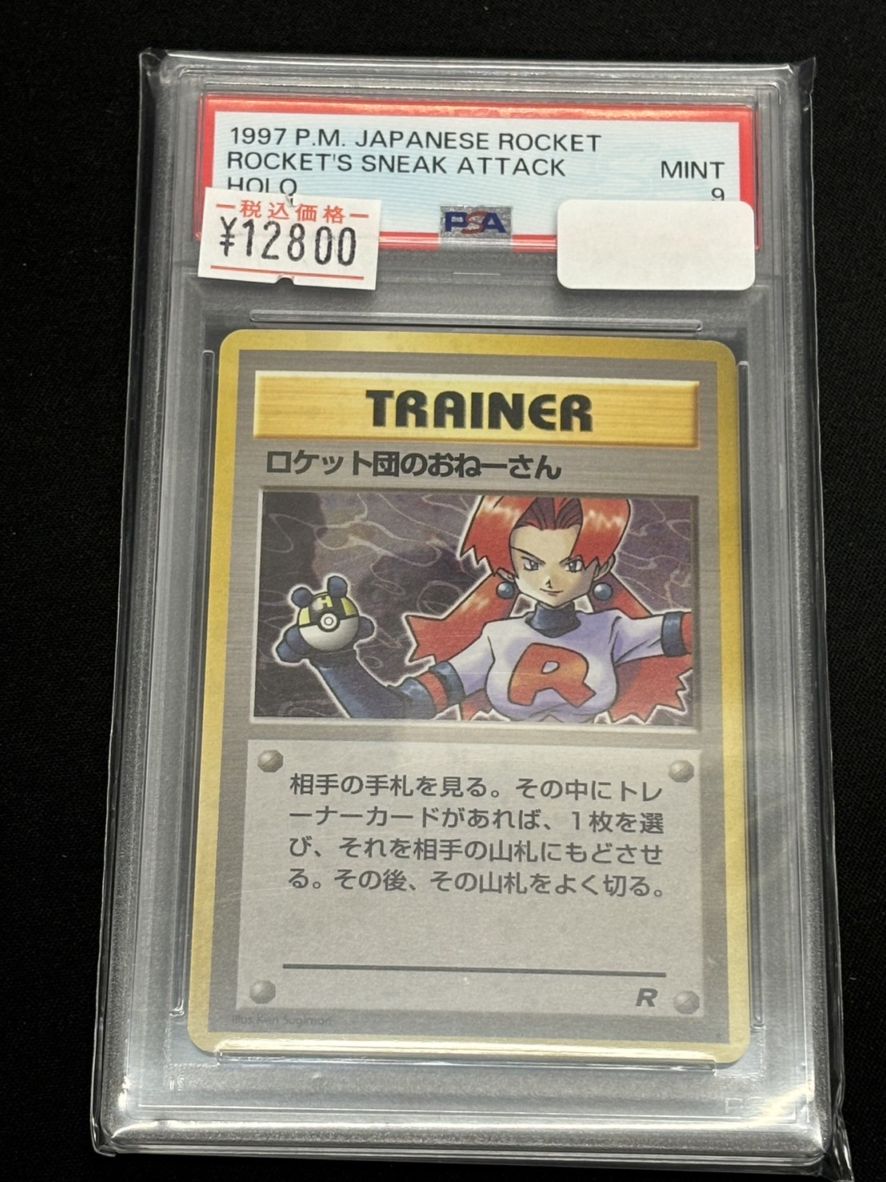 1997 P.M. JAPANESE ROCKET
ROCKET'S SNEAK ATTACK
HOLO
MINT
9
PSA
税込価格
¥12800
TRAINER
ロケット団のおねーさん
R
相手の手札を見る。その中にトレ
ーナーカードがあれば、1枚を選
び、それを相手の山札にもどさせ
る。その後、その山札をよく切る。
R
Illus. Ken Sugimori